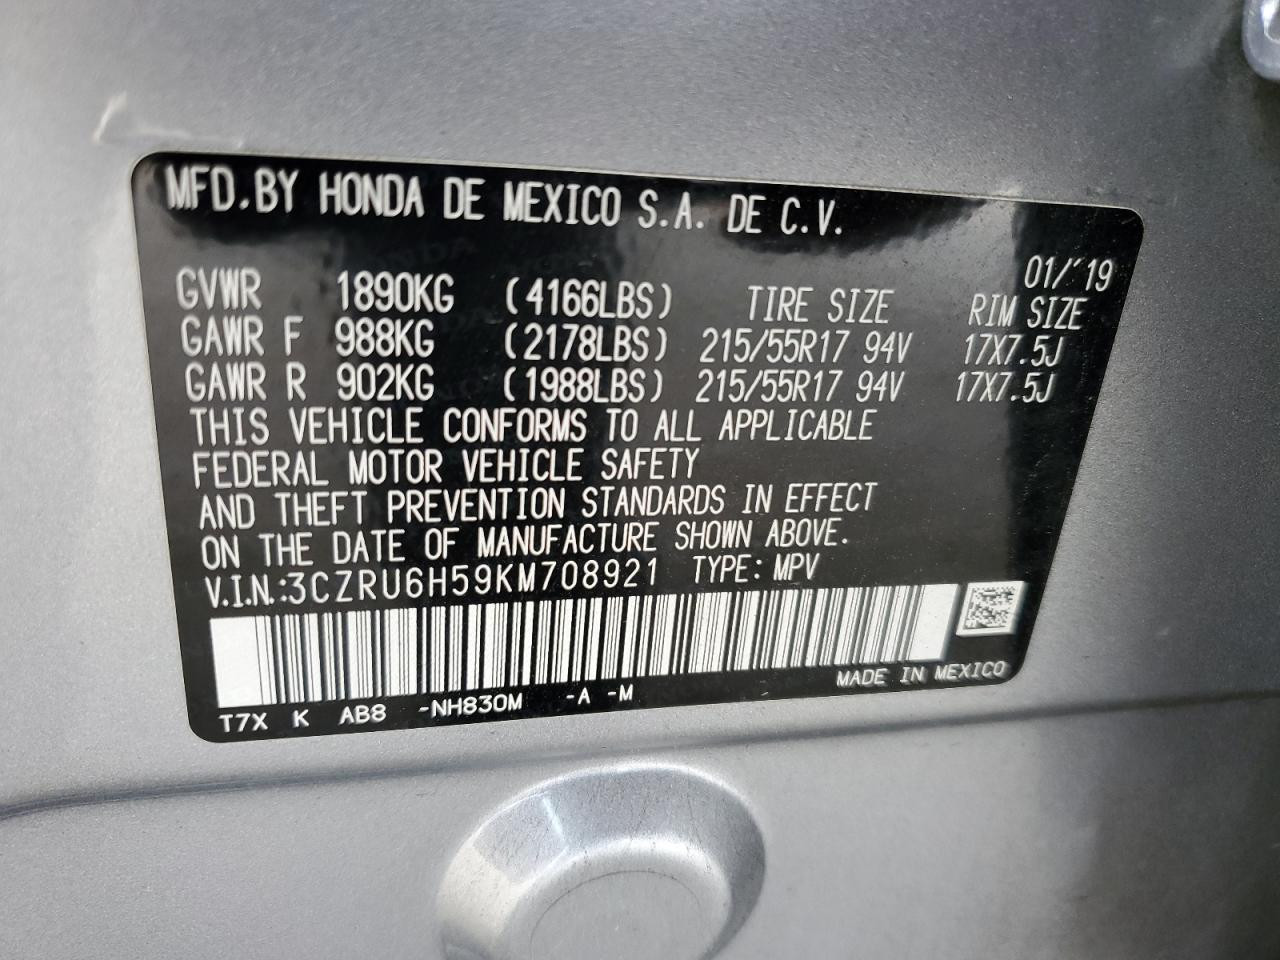 MFD.BY HONDA DE MEXICO S.A. DE C.V.
01/'19
GVWR 1890KG (4166LBS) TIRE SIZE RIM SIZE
GAWR F 988KG (2178LBS) 215/55R17 94V 17X7.5J
GAWR R 902KG (1988LBS) 215/55R17 94V 17X7.5J
THIS VEHICLE CONFORMS TO ALL APPLICABLE
FEDERAL MOTOR VEHICLE SAFETY
AND THEFT PREVENTION STANDARDS IN EFFECT
ON THE DATE OF MANUFACTURE SHOWN ABOVE.
V.I.N.:3CZRU6H59KM708921 TYPE: MPV
MADE IN MEXICO
T7X K AB8 -NH830M -A -M